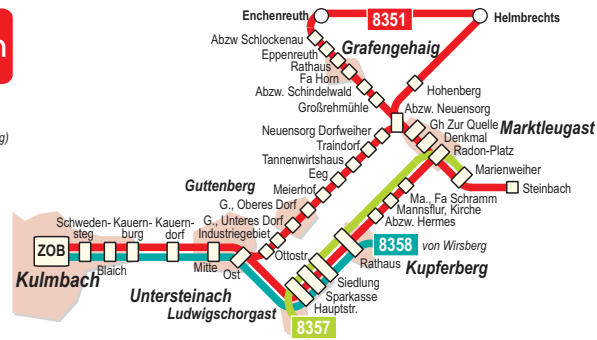 Enchenreuth
8351
Helmbrechts
n
Abzw Schlockenau
Eppenreuth
Rathaus
Fa Horn
Grafengehaig
Abzw. Schindelwald
Großrehmühle
Hohenberg
Abzw. Neuensorg
g)
Neuensorg Dorfweiher
Gh Zur Quelle
Marktleugast
Denkmal
Radon-Platz
Traindorf
Tannenwirtshaus
Eeg
Marienweiher
Steinbach
Guttenberg
Meierhof
G., Oberes Dorf
Ma., Fa Schramm
Mannsflur, Kirche
Abzw. Hermes
Schweden-
steg
Kauern-
burg
Kauern-
dorf
G., Unteres Dorf
Industriegebiet
ZOB
Kulmbach
Blaich
Mitte
Ost
Ottostr.
8358
von Wirsberg
Rathaus
Kupferberg
Untersteinach
Ludwigschorgast
Siedlung
Sparkasse
Hauptstr.
8357